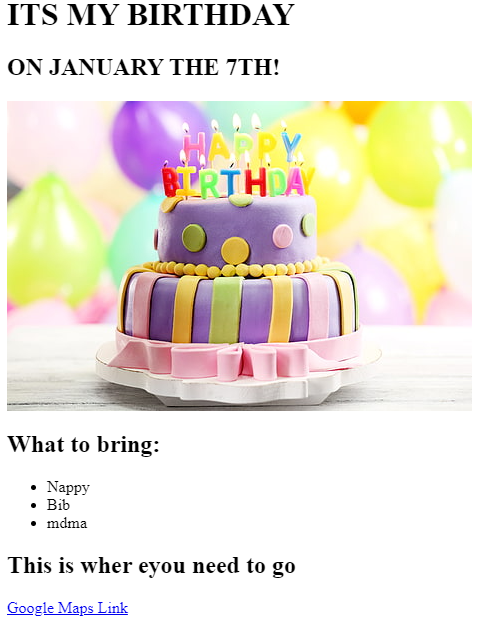 ITS MY BIRTHDAY
ON JANUARY THE 7TH!
HAPPY
BIRTHDAY
What to bring:
Nappy
Bib
mdma
This is wher eyou need to go
Google Maps Link